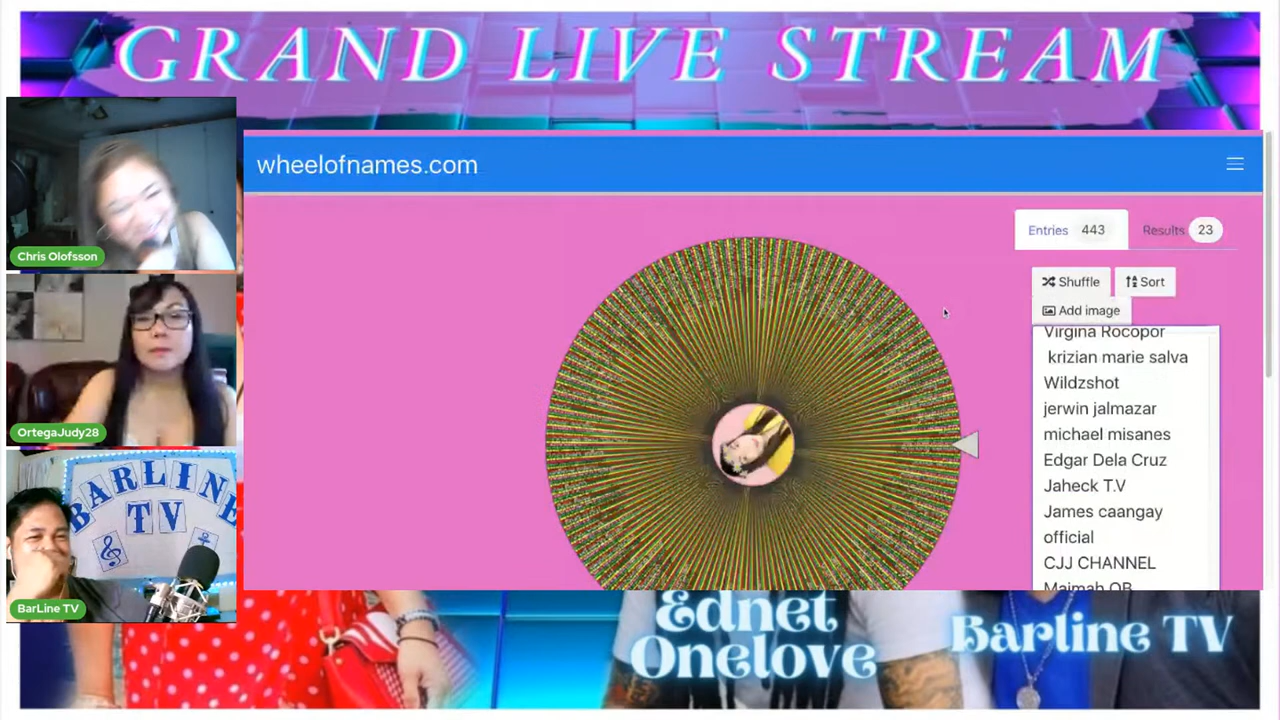 GRAND LIVE STREAM
wheelofnames.com
Entries 443
Results 23
Shuffle
Sort
Add image
Virgina Rocopor
krizian marie salva
Wildzshot
jerwin jalmazar
michael misanes
Edgar Dela Cruz
Jaheck T.V
James caangay
official
CJJ CHANNEL
Maimah OB
Chris Olofsson
OrtegaJudy28
BARLINE
TV
BarLine TV
Ednet
Onelove
Barline TV